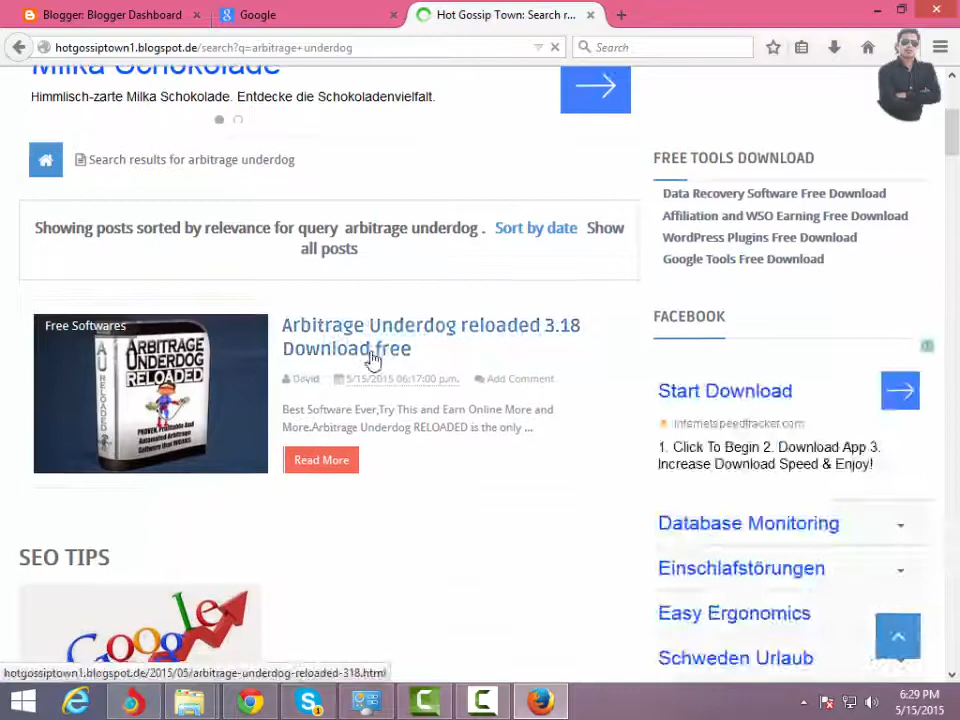 Blogger: Blogger Dashboard
Google
Hot Gossip Town: Search r...
hotgossiptown1.blogspot.de/search?q=arbitrage+underdog
Search
Milka Schokolade
Himmlisch-zarte Milka Schokolade. Entdecke die Schokoladenvielfalt.
Search results for arbitrage underdog
Showing posts sorted by relevance for query arbitrage underdog . Sort by date Show
all posts
Free Softwares
ARBITRAGE
UNDERDOG
RELOADED
Arbitrage Underdog reloaded 3.18
Download free
David 5/15/2015 06:17:00 p.m. Add Comment
Best Software Ever,Try This and Earn Online More and
More.Arbitrage Underdog RELOADED is the only ...
Read More
SEO TIPS
Google
FREE TOOLS DOWNLOAD
Data Recovery Software Free Download
Affiliation and WSO Earning Free Download
WordPress Plugins Free Download
Google Tools Free Download
FACEBOOK
Start Download
internetspeedtracker.com
1. Click To Begin 2. Download App 3.
Increase Download Speed & Enjoy!
Database Monitoring
Einschlafstörungen
Easy Ergonomics
Schweden Urlaub
hotgossiptown1.blogspot.de/2015/05/arbitrage-underdog-reloaded-318.html
6:29 PM
5/15/2015